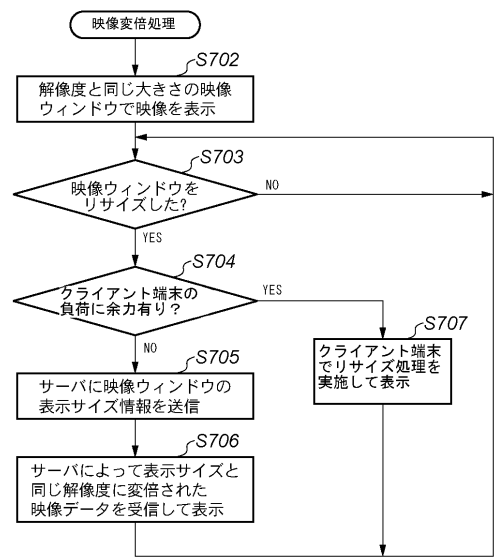 映像変倍処理
S702
解像度と同じ大きさの映像
ウィンドウで映像を表示
S703
映像ウィンドウを
リサイズした?
NO
YES
S704
クライアント端末の
負荷に余力有り?
YES
NO
S707
クライアント端末
でリサイズ処理を
実施して表示
S705
サーバに映像ウィンドウの
表示サイズ情報を送信
S706
サーバによって表示サイズと
同じ解像度に変倍された
映像データを受信して表示